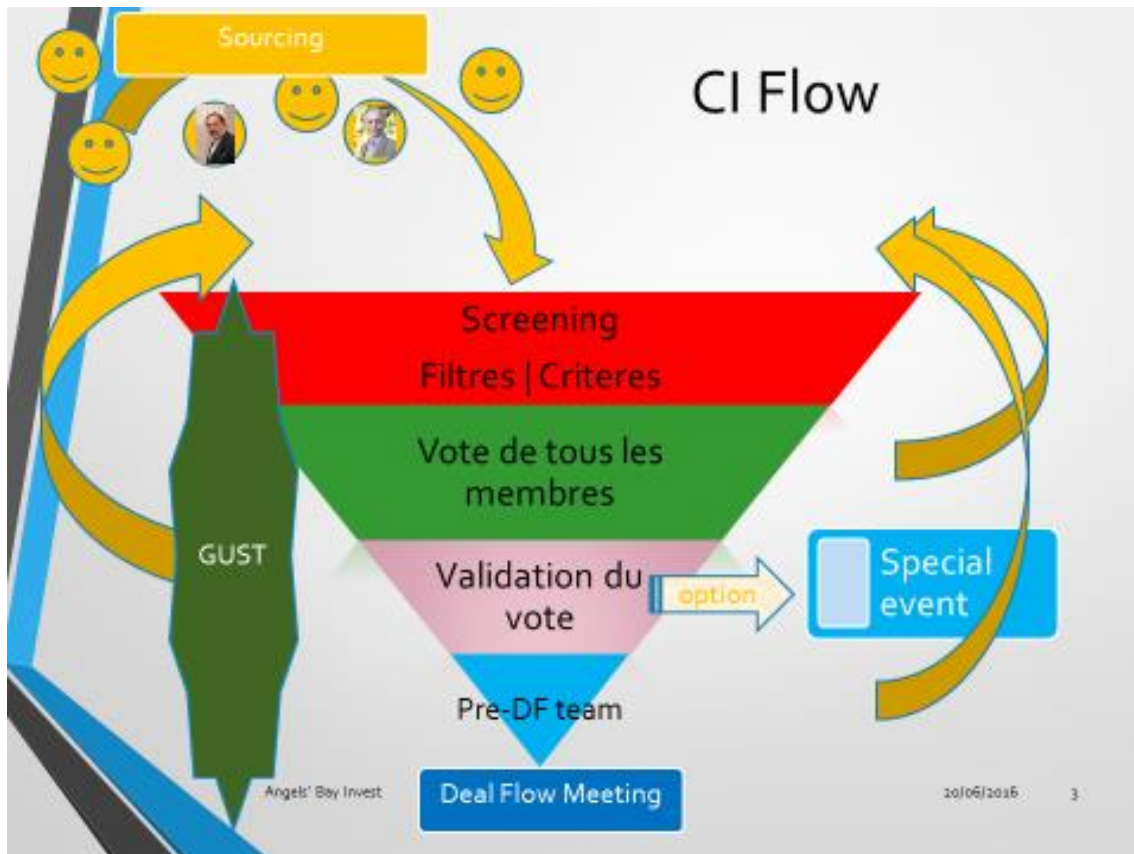 Sourcing
CI Flow
Screening
Filtres | Criteres
Vote de tous les
membres
GUST
Validation du
vote
option
Special
event
Pre-DF team
Deal Flow Meeting
Angels' Bay Invest
20/06/2016
3